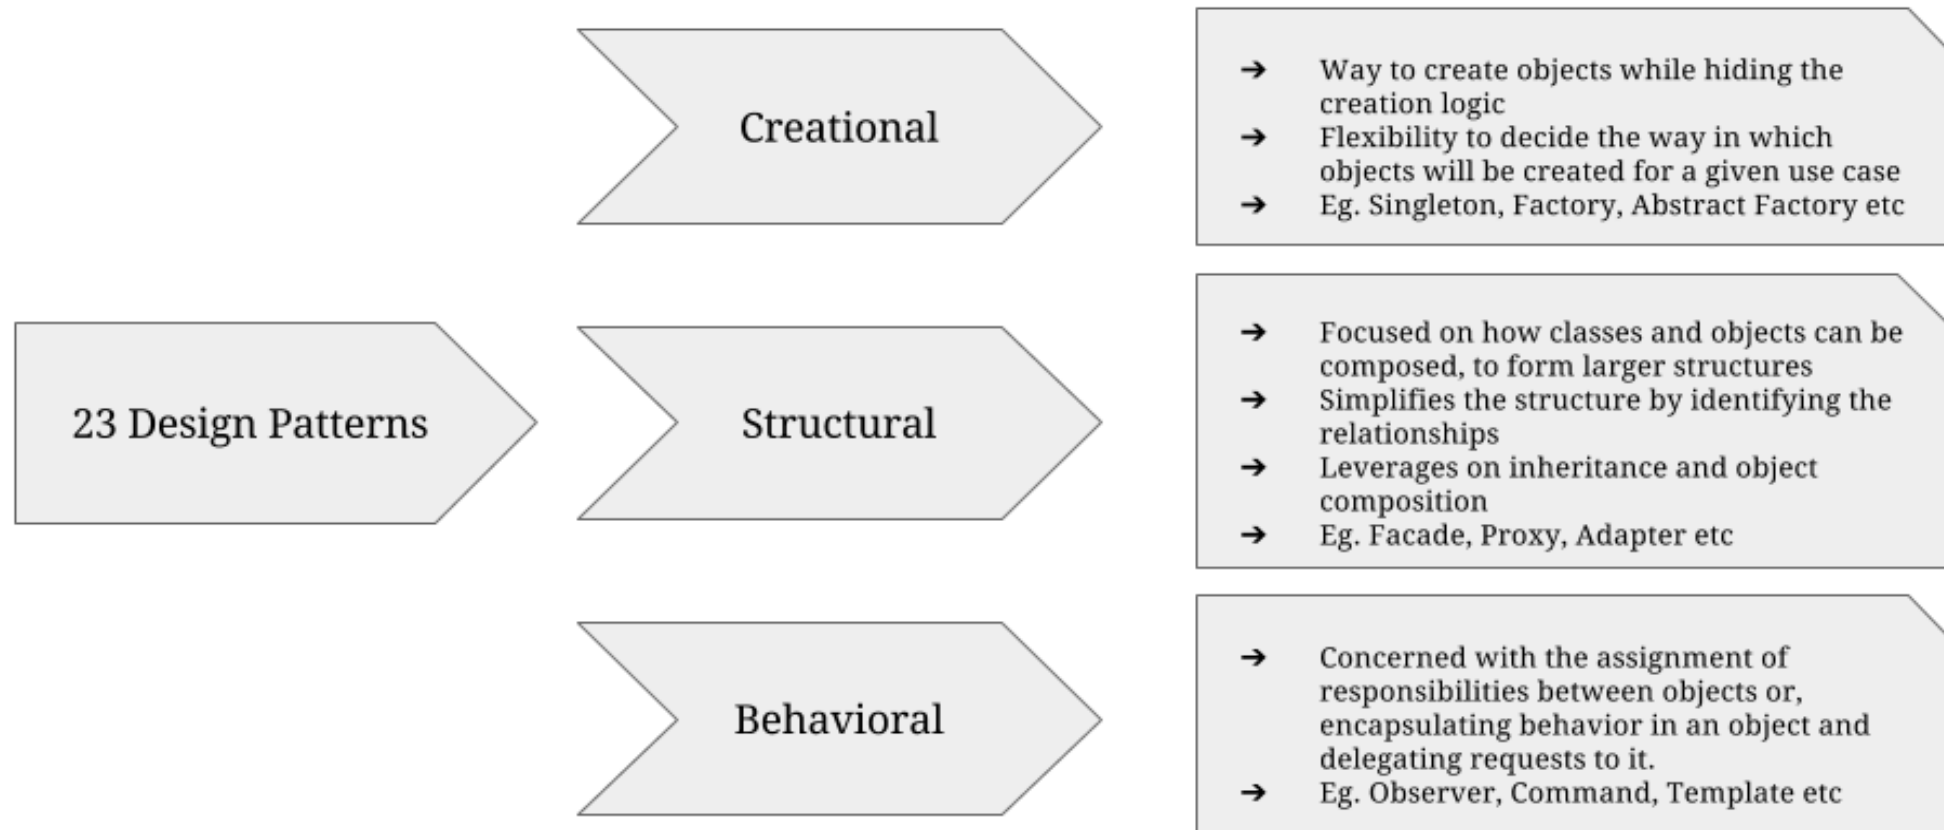 23 Design Patterns
Creational
➔ Way to create objects while hiding the
creation logic
➔ Flexibility to decide the way in which
objects will be created for a given use case
➔ Eg. Singleton, Factory, Abstract Factory etc
Structural
➔ Focused on how classes and objects can be
composed, to form larger structures
➔ Simplifies the structure by identifying the
relationships
➔ Leverages on inheritance and object
composition
➔ Eg. Facade, Proxy, Adapter etc
Behavioral
➔ Concerned with the assignment of
responsibilities between objects or,
encapsulating behavior in an object and
delegating requests to it.
➔ Eg. Observer, Command, Template etc